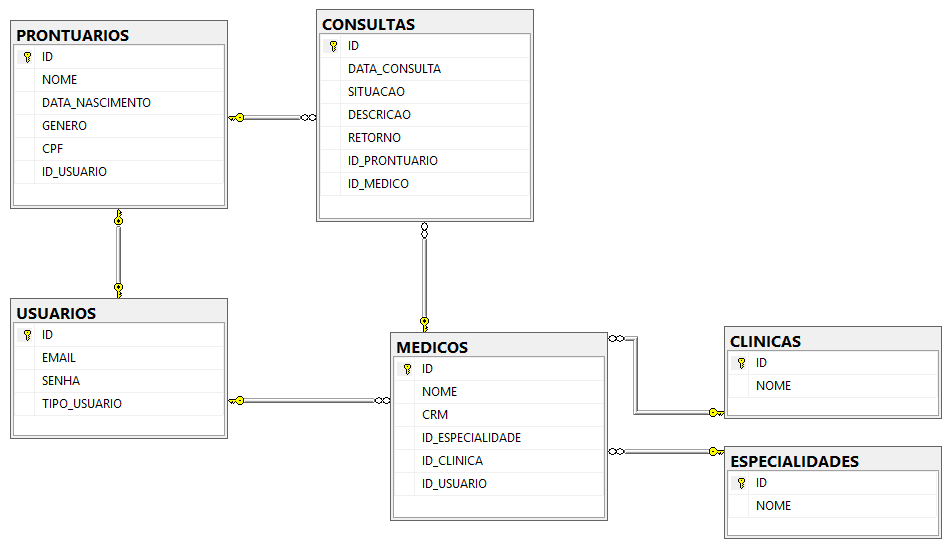 PRONTUARIOS
ID
NOME
DATA_NASCIMENTO
GENERO
CPF
ID_USUARIO
CONSULTAS
ID
DATA_CONSULTA
SITUACAO
DESCRICAO
RETORNO
ID_PRONTUARIO
ID_MEDICO
USUARIOS
ID
EMAIL
SENHA
TIPO_USUARIO
MEDICOS
ID
NOME
CRM
ID_ESPECIALIDADE
ID_CLINICA
ID_USUARIO
CLINICAS
ID
NOME
ESPECIALIDADES
ID
NOME